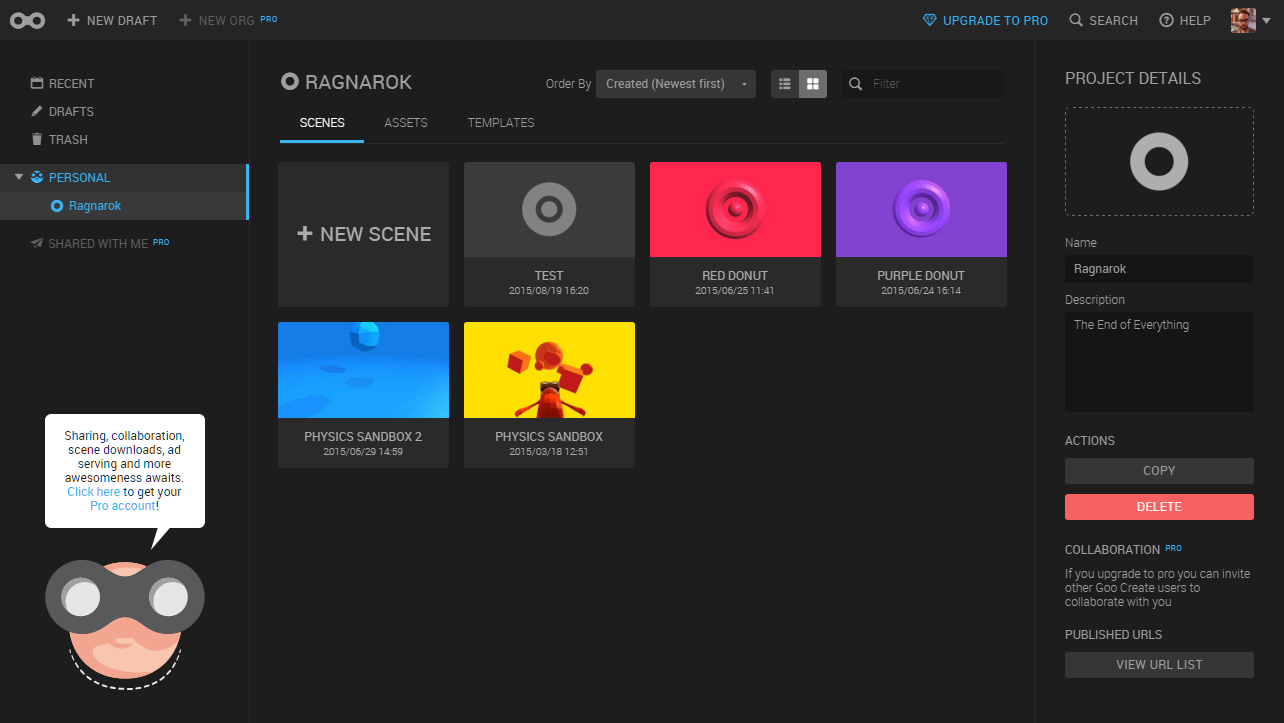 NEW DRAFT
NEW ORG PRO
UPGRADE TO PRO
SEARCH
HELP
RECENT
DRAFTS
TRASH
PERSONAL
Ragnarok
SHARED WITH ME PRO
Sharing, collaboration,
scene downloads, ad
serving and more
awesomeness awaits.
Click here to get your
Pro account!
RAGNAROK
Order By
Created (Newest first)
Filter
SCENES
ASSETS
TEMPLATES
+ NEW SCENE
TEST
2015/08/19 16:20
RED DONUT
2015/06/25 11:41
PURPLE DONUT
2015/06/24 16:14
PHYSICS SANDBOX 2
2015/06/29 14:59
PHYSICS SANDBOX
2015/03/18 12:51
PROJECT DETAILS
Name
Ragnarok
Description
The End of Everything
ACTIONS
COPY
DELETE
COLLABORATION PRO
If you upgrade to pro you can invite
other Goo Create users to
collaborate with you
PUBLISHED URLS
VIEW URL LIST